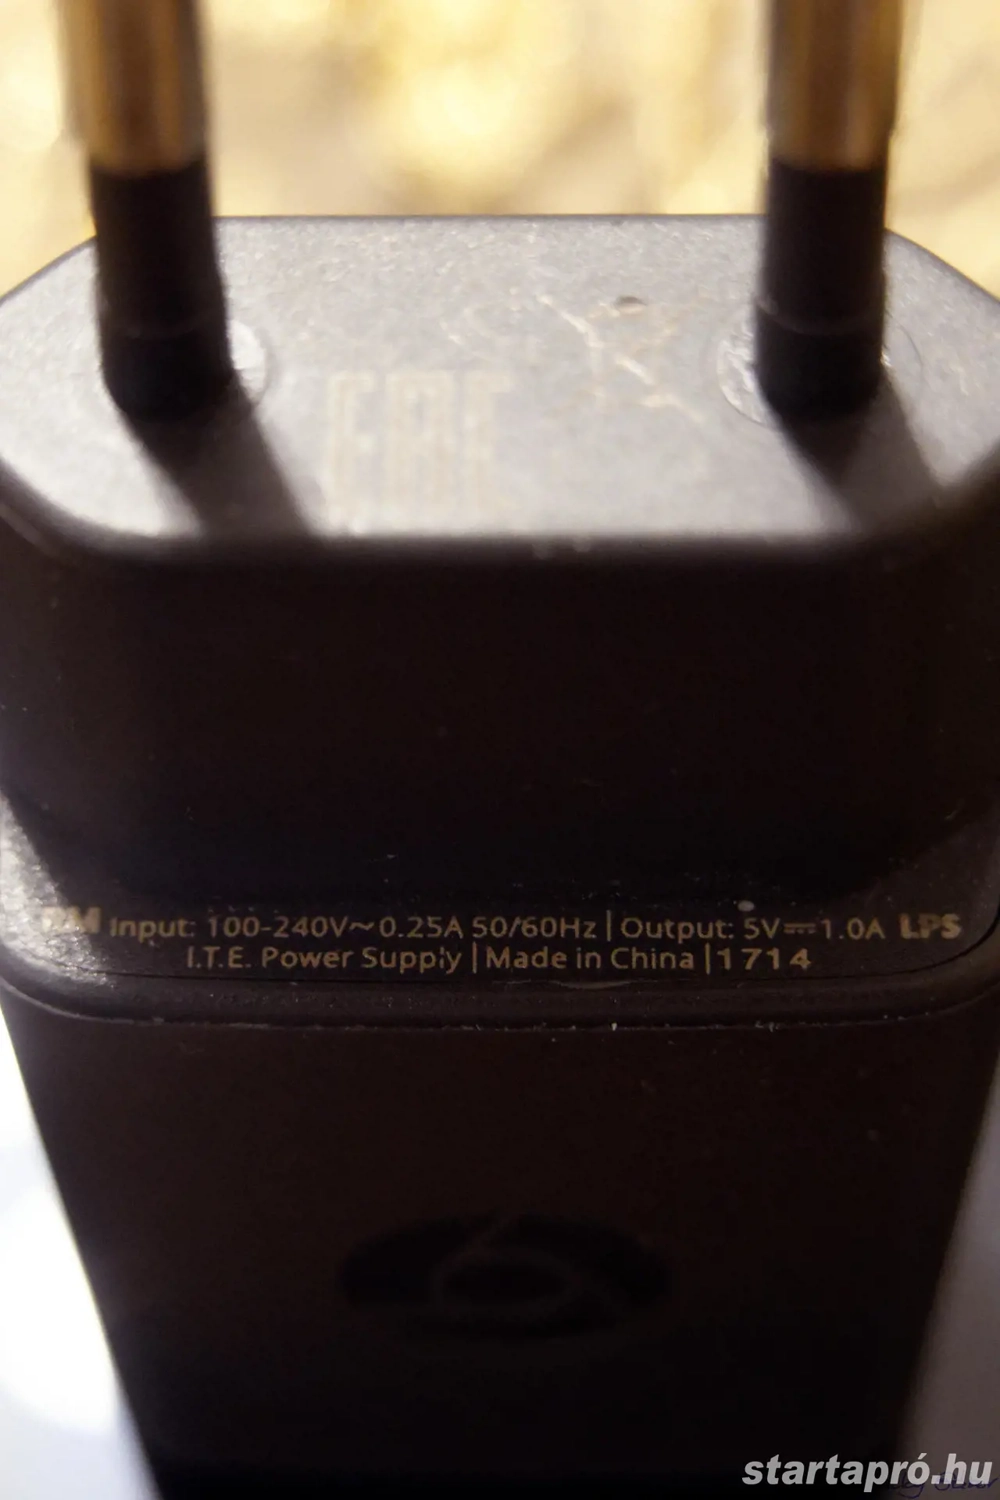 EAC
Input: 100-240V~0.25A 50/60Hz | Output: 5V⎓1.0A LPS
I.T.E. Power Supply | Made in China | 1714
startapró.hu